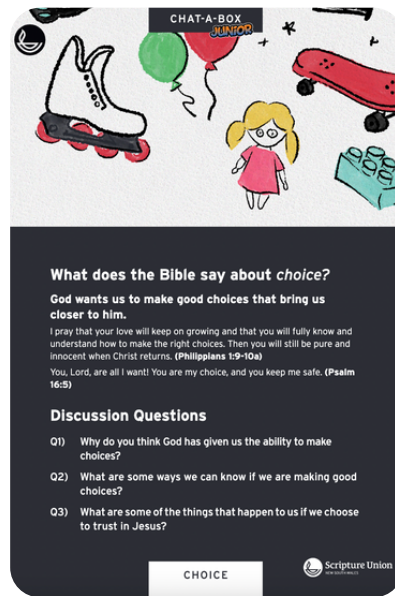 CHAT-A-BOX
JUNIOR
What does the Bible say about choice?
God wants us to make good choices that bring us
closer to him.
I pray that your love will keep on growing and that you will fully know and
understand how to make the right choices. Then you will still be pure and
innocent when Christ returns. (Philippians 1:9-10a)
You, Lord, are all I want! You are my choice, and you keep me safe. (Psalm
16:5)
Discussion Questions
Q1) Why do you think God has given us the ability to make
choices?
Q2) What are some ways we can know if we are making good
choices?
Q3) What are some of the things that happen to us if we choose
to trust in Jesus?
CHOICE
Scripture Union
NEW SOUTH WALES